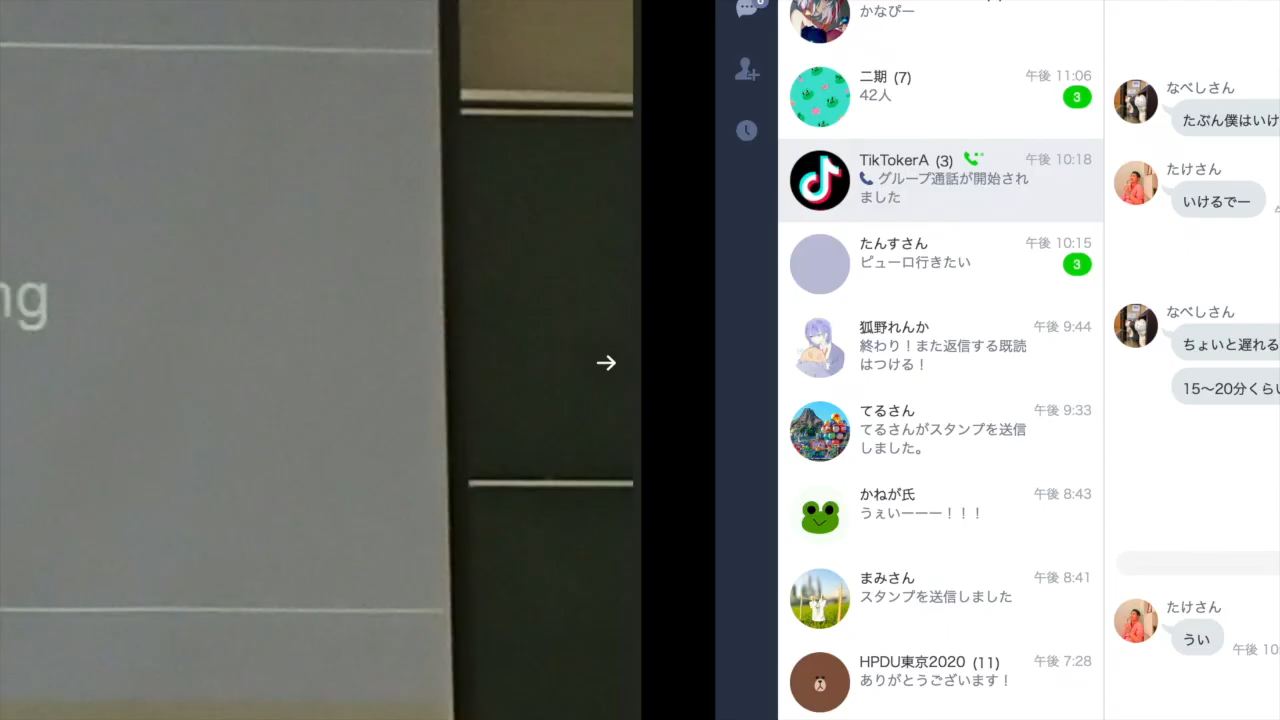 ng
→
かなぴー
二期 (7)
午後 11:06
42人
3
TikTokerA (3)
午後 10:18
グループ通話が開始され
ました
たんすさん
午後 10:15
ピューロ行きたい
3
狐野れんか
午後 9:44
終わり！また返信する既読
はつける！
てるさん
午後 9:33
てるさんがスタンプを送信
しました。
かねが氏
午後 8:43
うぇいーーー！！！
まみさん
午後 8:41
スタンプを送信しました
HPDU東京2020 (11)
午後 7:28
ありがとうございます！
なべしさん
たぶん僕はいけ
たけさん
いけるでー
なべしさん
ちょいと遅れる
15〜20分くらい
たけさん
うい
午後 10: